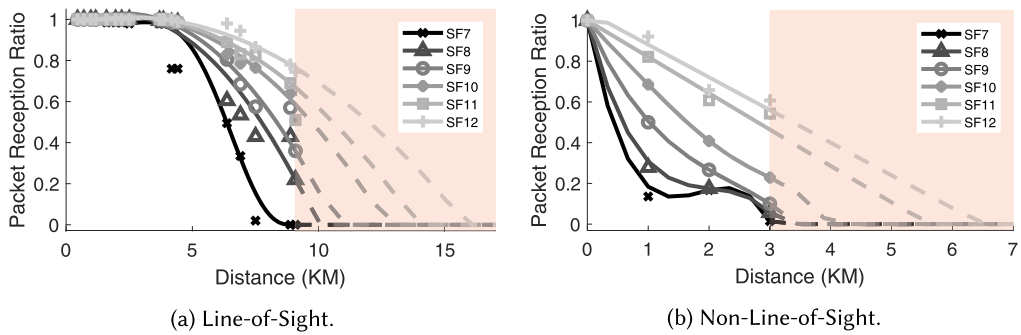 Packet Reception Ratio
1
0.8
0.6
0.4
0.2
0
0 5 10 15
Distance (KM)
SF7
SF8
SF9
SF10
SF11
SF12
(a) Line-of-Sight.
Packet Reception Ratio
1
0.8
0.6
0.4
0.2
0
0 1 2 3 4 5 6 7
Distance (KM)
SF7
SF8
SF9
SF10
SF11
SF12
(b) Non-Line-of-Sight.